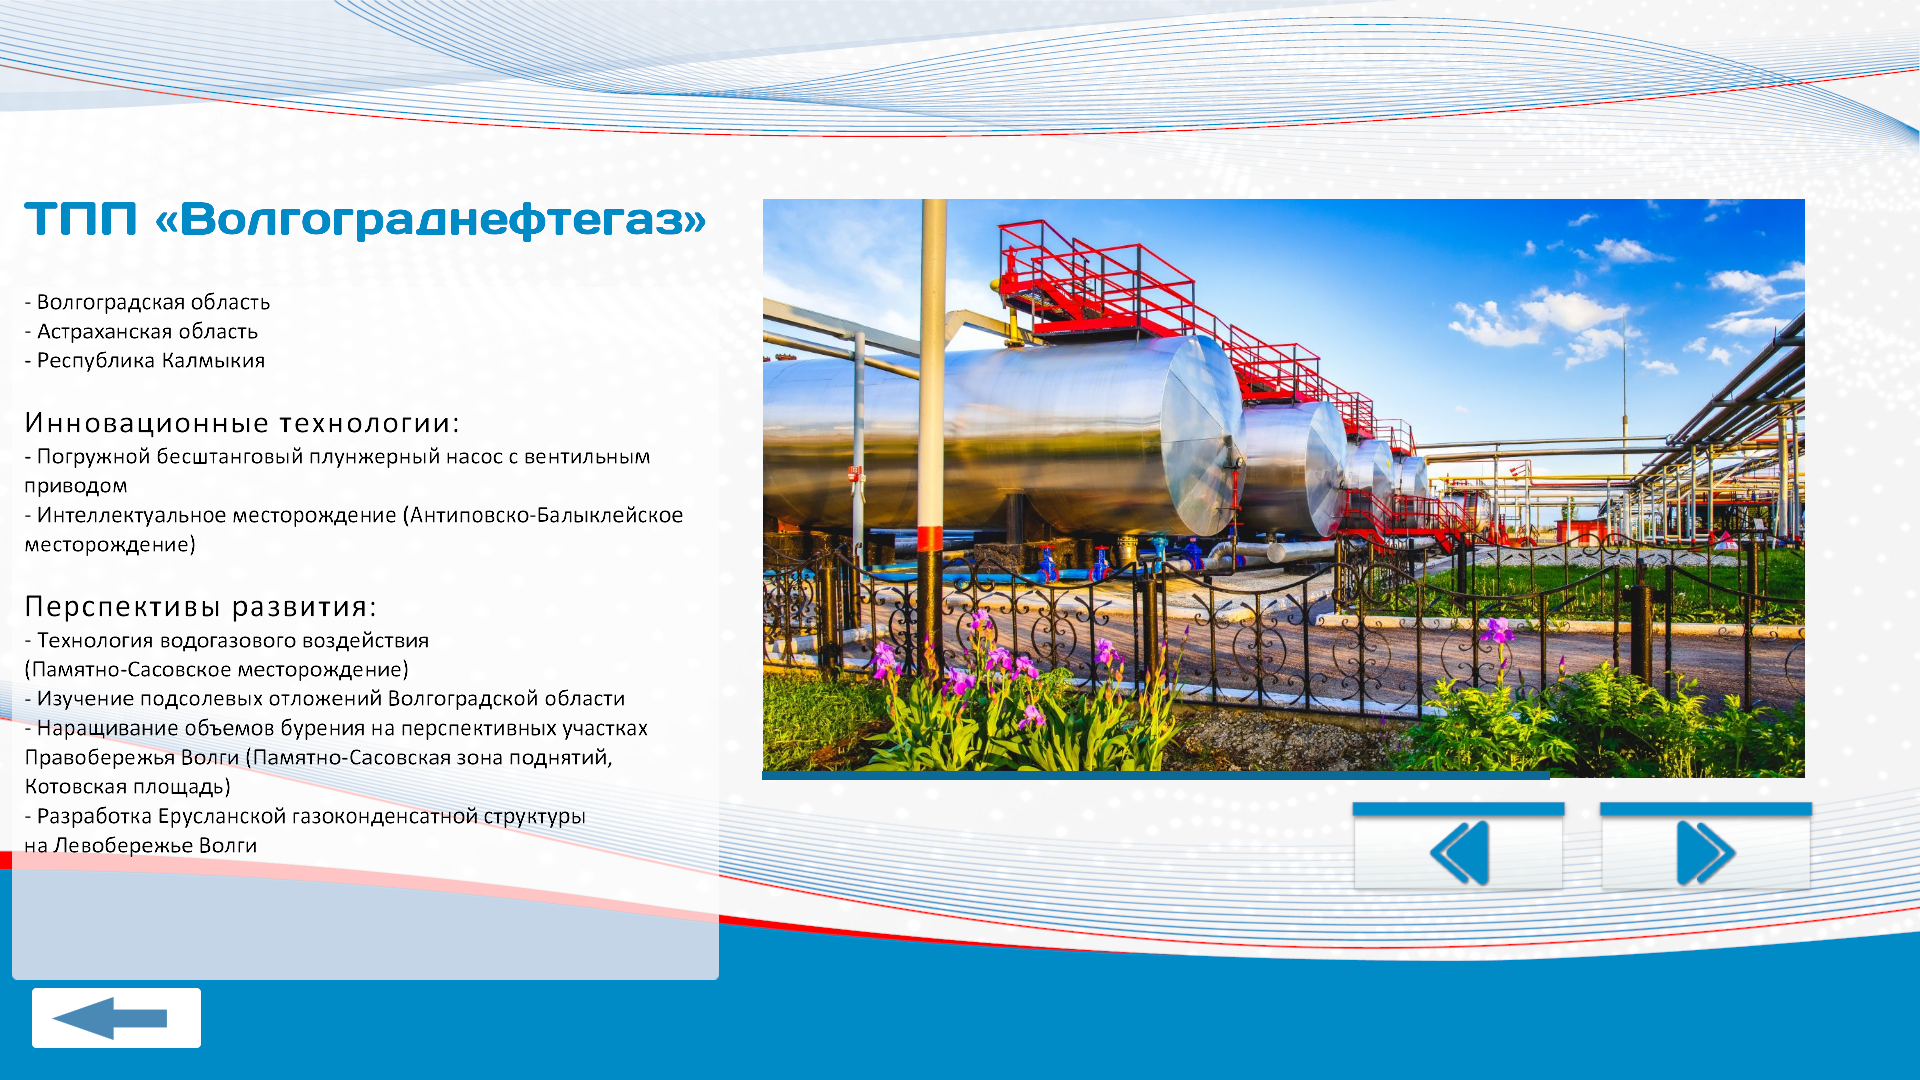 ТПП «Волгограднефтегаз»
- Волгоградская область
- Астраханская область
- Республика Калмыкия
Инновационные технологии:
- Погружной бесштанговый плунжерный насос с вентильным
приводом
- Интеллектуальное месторождение (Антиповско-Балыклейское
месторождение)
Перспективы развития:
- Технология водогазового воздействия
(Памятно-Сасовское месторождение)
- Изучение подсолевых отложений Волгоградской области
- Наращивание объемов бурения на перспективных участках
Правобережья Волги (Памятно-Сасовская зона поднятий,
Котовская площадь)
- Разработка Ерусланской газоконденсатной структуры
на Левобережье Волги